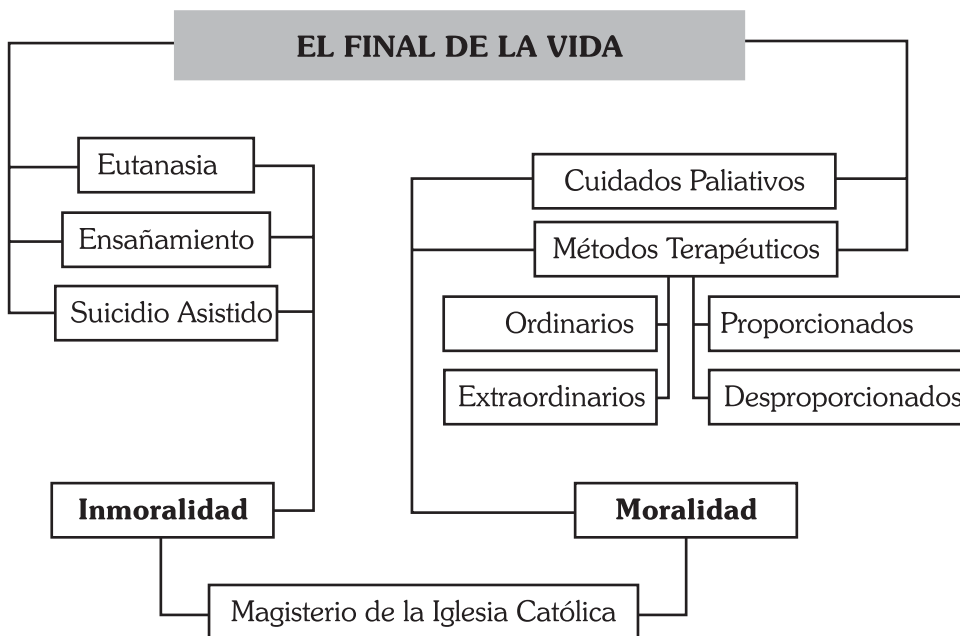 EL FINAL DE LA VIDA
Eutanasia
Ensañamiento
Suicidio Asistido
Cuidados Paliativos
Métodos Terapéuticos
Ordinarios
Proporcionados
Extraordinarios
Desproporcionados
Inmoralidad
Moralidad
Magisterio de la Iglesia Católica